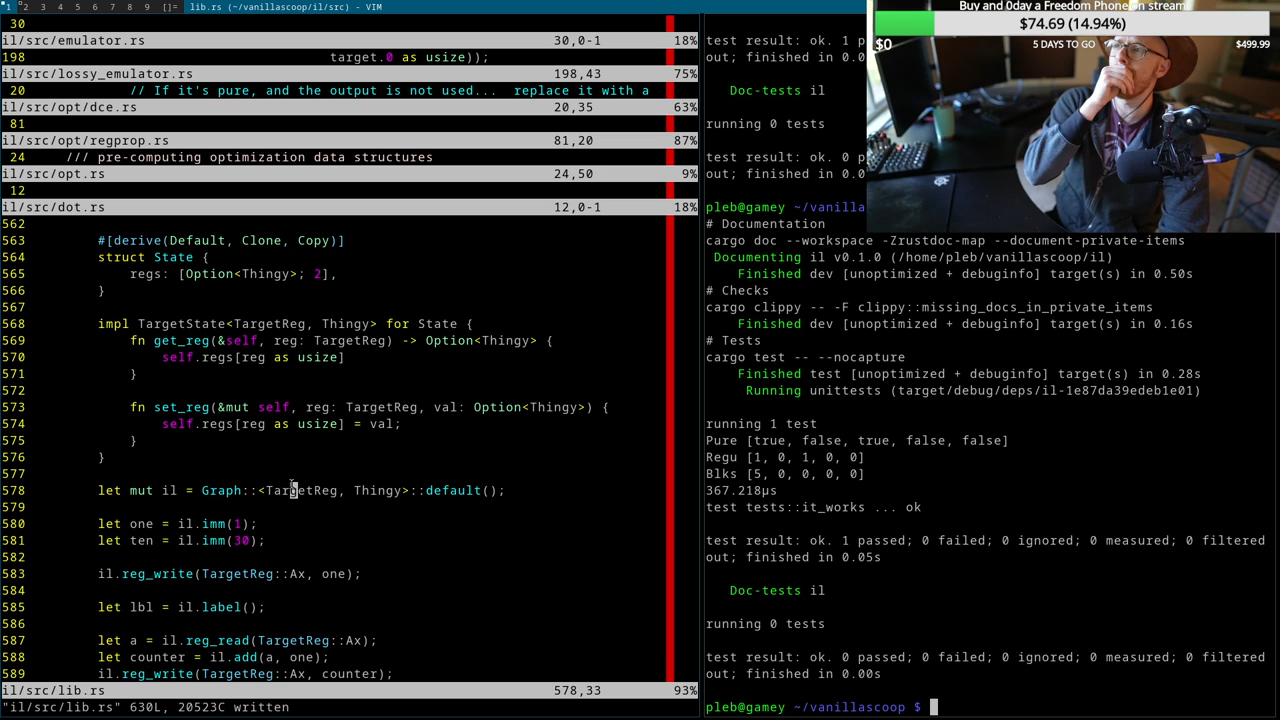 1 2 3 4 5 6 7 8 9 []= lib.rs (~/vanillascoop/il/src) - VIM
30
il/src/emulator.rs 30,0-1 18%
198 target.0 as usize));
il/src/lossy_emulator.rs 198,43 75%
20 // If it's pure, and the output is not used... replace it with a
il/src/opt/dce.rs 20,35 63%
81
il/src/opt/regprop.rs 81,20 87%
24 /// pre-computing optimization data structures
il/src/opt.rs 24,50 9%
12
il/src/dot.rs 12,0-1 18%
562
563 #[derive(Default, Clone, Copy)]
564 struct State {
565 regs: [Option<Thingy>; 2],
566 }
567
568 impl TargetState<TargetReg, Thingy> for State {
569 fn get_reg(&self, reg: TargetReg) -> Option<Thingy> {
570 self.regs[reg as usize]
571 }
572
573 fn set_reg(&mut self, reg: TargetReg, val: Option<Thingy>) {
574 self.regs[reg as usize] = val;
575 }
576 }
577
578 let mut il = Graph::<TargetReg, Thingy>::default();
579
580 let one = il.imm(1);
581 let ten = il.imm(30);
582
583 il.reg_write(TargetReg::Ax, one);
584
585 let lbl = il.label();
586
587 let a = il.reg_read(TargetReg::Ax);
588 let counter = il.add(a, one);
589 il.reg_write(TargetReg::Ax, counter);
il/src/lib.rs 578,33 93%
"il/src/lib.rs" 630L, 20523C written
test result: ok. 1 p
out; finished in 0.0
Doc-tests il
running 0 tests
test result: ok. 0 p
out; finished in 0.0
pleb@gamey ~/vanilla
# Documentation
cargo doc --workspace -Zrustdoc-map --document-private-items
Documenting il v0.1.0 (/home/pleb/vanillascoop/il)
Finished dev [unoptimized + debuginfo] target(s) in 0.50s
# Checks
cargo clippy -- -F clippy::missing_docs_in_private_items
Finished dev [unoptimized + debuginfo] target(s) in 0.16s
# Tests
cargo test -- --nocapture
Finished test [unoptimized + debuginfo] target(s) in 0.28s
Running unittests (target/debug/deps/il-1e87da39edeb1e01)
running 1 test
Pure [true, false, true, false, false]
Regu [1, 0, 1, 0, 0]
Blks [5, 0, 0, 0, 0]
367.218µs
test tests::it_works ... ok
test result: ok. 1 passed; 0 failed; 0 ignored; 0 measured; 0 filtered
out; finished in 0.05s
Doc-tests il
running 0 tests
test result: ok. 0 passed; 0 failed; 0 ignored; 0 measured; 0 filtered
out; finished in 0.00s
pleb@gamey ~/vanillascoop $
Buy and 0day a Freedom Phone on stream
$74.69 (14.94%)
$0 5 DAYS TO GO $499.99